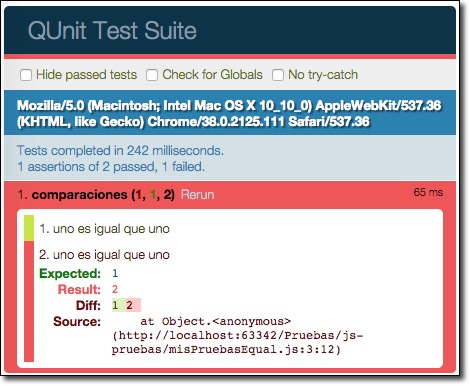 QUnit Test Suite
Hide passed tests Check for Globals No try-catch
Mozilla/5.0 (Macintosh; Intel Mac OS X 10_10_0) AppleWebKit/537.36
(KHTML, like Gecko) Chrome/38.0.2125.111 Safari/537.36
Tests completed in 242 milliseconds.
1 assertions of 2 passed, 1 failed.
1. comparaciones (1, 1, 2) Rerun 65 ms
1. uno es igual que uno
2. uno es igual que uno
Expected: 1
Result: 2
Diff: 1 2
Source: at Object.<anonymous>
(http://localhost:63342/Pruebas/js-
pruebas/misPruebasEqual.js:3:12)